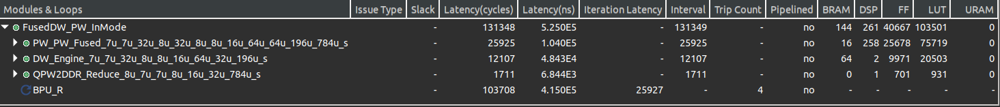 Modules & Loops Issue Type Slack Latency(cycles) Latency(ns) Iteration Latency Interval Trip Count Pipelined BRAM DSP FF LUT URAM
FusedDW_PW_InMode - 131348 5.250E5 - 131349 - no 144 261 40667 103501 0
PW_PW_Fused_7u_7u_32u_8u_32u_8u_8u_16u_64u_64u_196u_784u_s - 25925 1.040E5 - 25925 - no 16 258 25678 75719 0
DW_Engine_7u_7u_32u_8u_8u_16u_64u_32u_196u_s - 12107 4.843E4 - 12107 - no 64 2 9971 20503 0
QPW2DDR_Reduce_8u_7u_7u_8u_16u_32u_784u_s - 1711 6.844E3 - 1711 - no 0 1 701 931 0
BPU_R - 103708 4.150E5 25927 - 4 no - - - - -